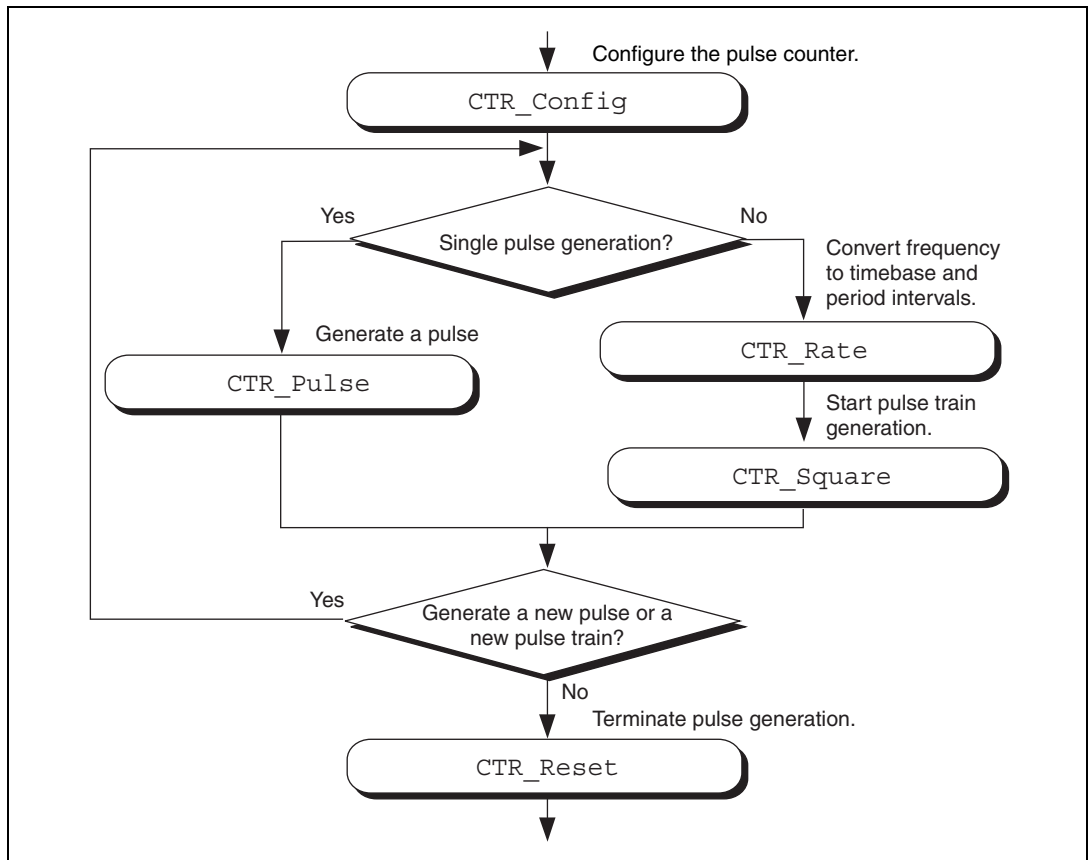 Configure the pulse counter.
CTR_Config
Yes
No
Single pulse generation?
Convert frequency
to timebase and
period intervals.
Generate a pulse
CTR_Pulse
CTR_Rate
Start pulse train
generation.
CTR_Square
Yes
Generate a new pulse or a
new pulse train?
No
Terminate pulse generation.
CTR_Reset